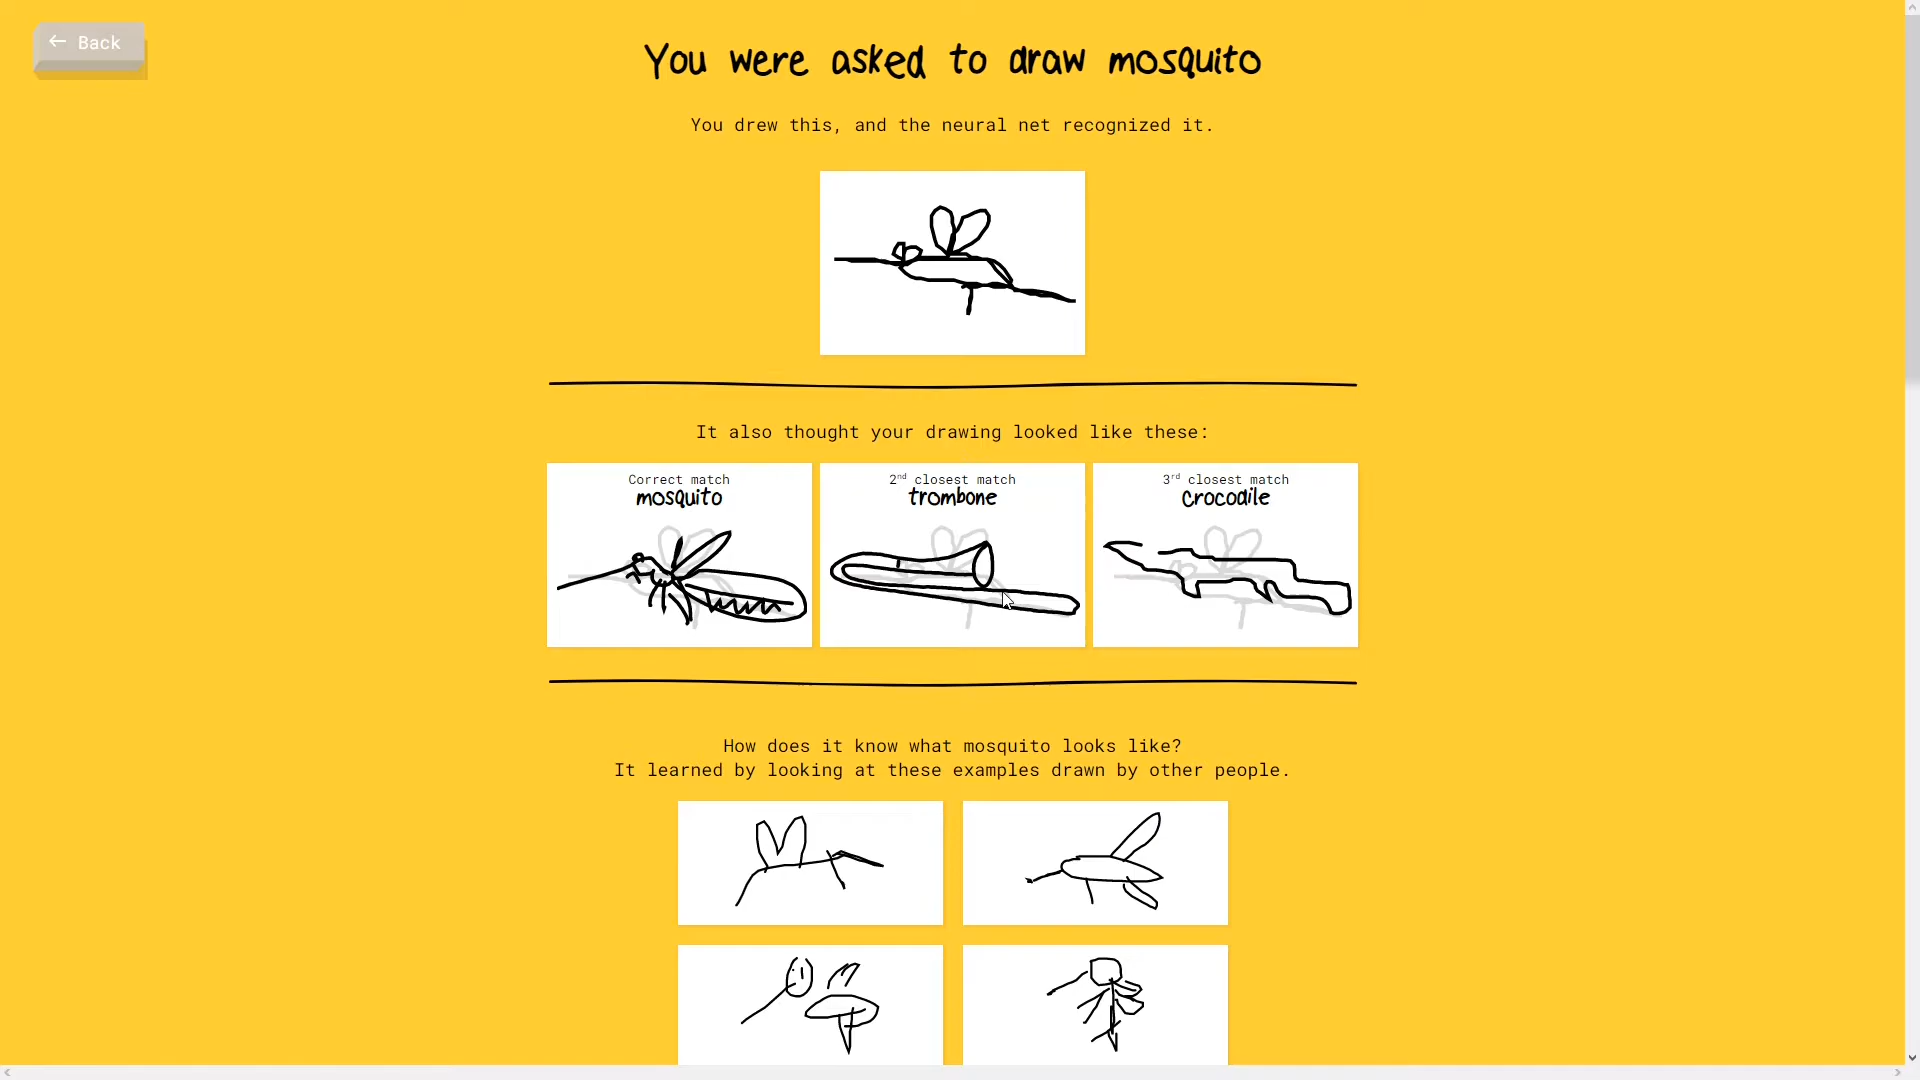 ← Back
You were asked to draw mosquito
You drew this, and the neural net recognized it.
It also thought your drawing looked like these:
Correct match
mosquito
2nd closest match
trombone
3rd closest match
crocodile
How does it know what mosquito looks like?
It learned by looking at these examples drawn by other people.